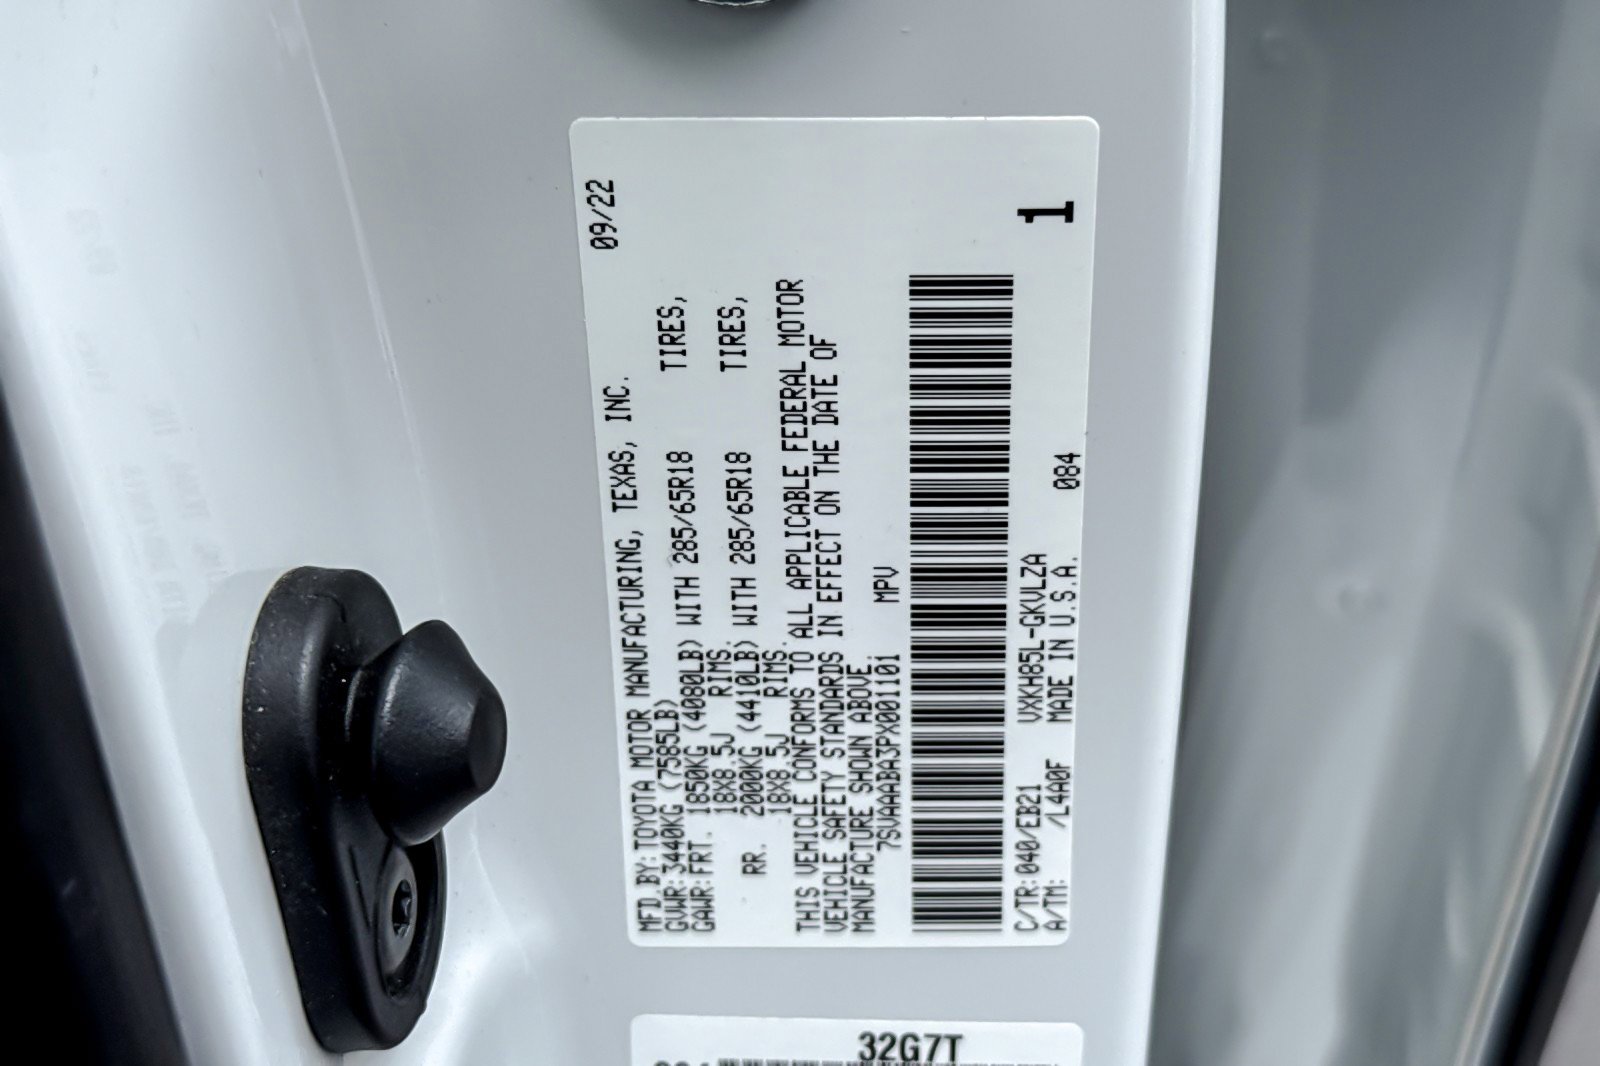 MFD.BY:TOYOTA MOTOR MANUFACTURING, TEXAS, INC. 09/22
GVWR:3440KG (7585LB)
GAWR:FRT. 1850KG (4080LB) WITH 285/65R18 TIRES,
18X8.5J RIMS.
RR. 2000KG (4410LB) WITH 285/65R18 TIRES,
18X8.5J RIMS.
THIS VEHICLE CONFORMS TO ALL APPLICABLE FEDERAL MOTOR
VEHICLE SAFETY STANDARDS IN EFFECT ON THE DATE OF
MANUFACTURE SHOWN ABOVE.
7SVAAABA3PX001101 MPV
C/TR:040/EB21 VXKH85L-GKVLZA 1
A/TM: /L4A0F MADE IN U.S.A. 084
32G7T